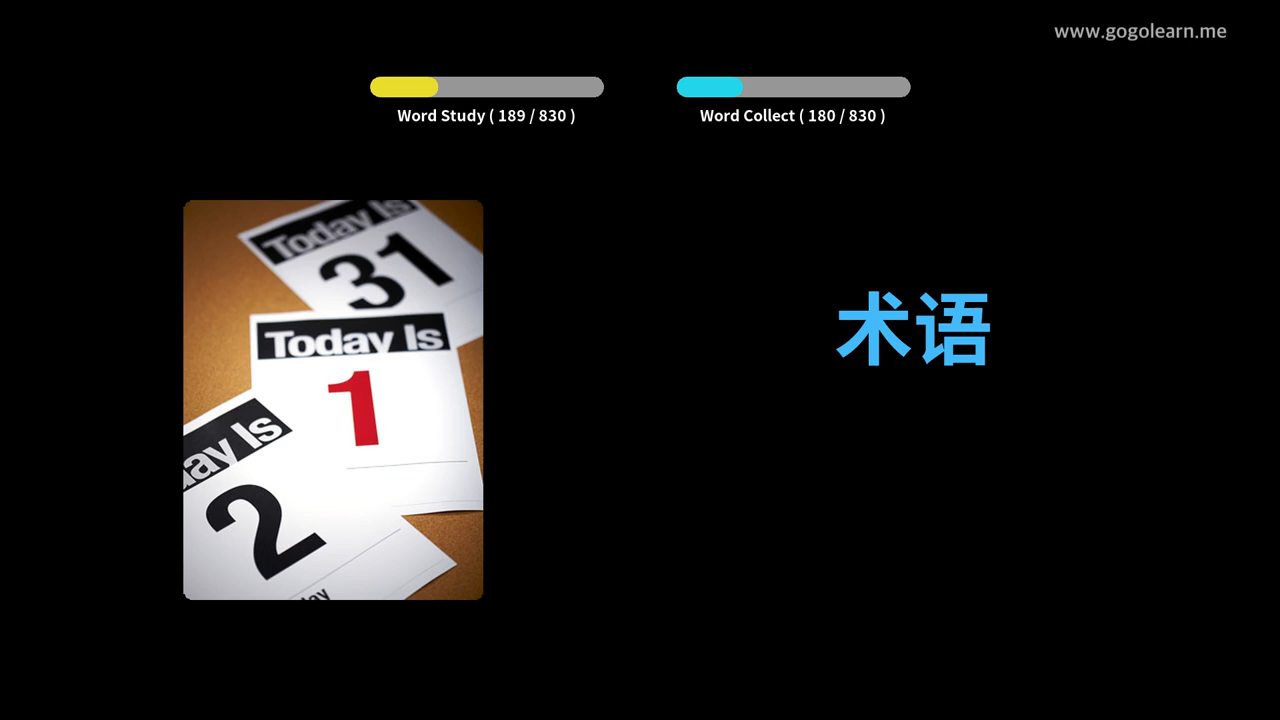 www.gogolearn.me
Word Study ( 189 / 830 )
Word Collect ( 180 / 830 )
Today Is
31
Today Is
1
day Is
2
术语